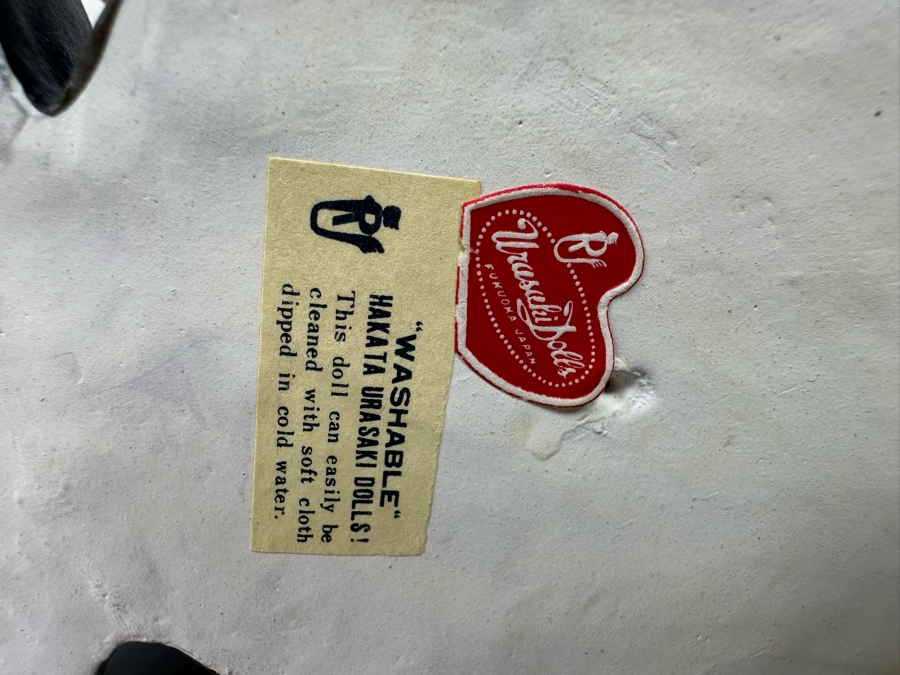 Urasaki Dolls
FUKUOKA JAPAN
"WASHABLE"
HAKATA URASAKI DOLLS!
This doll can easily be
cleaned with soft cloth
dipped in cold water.